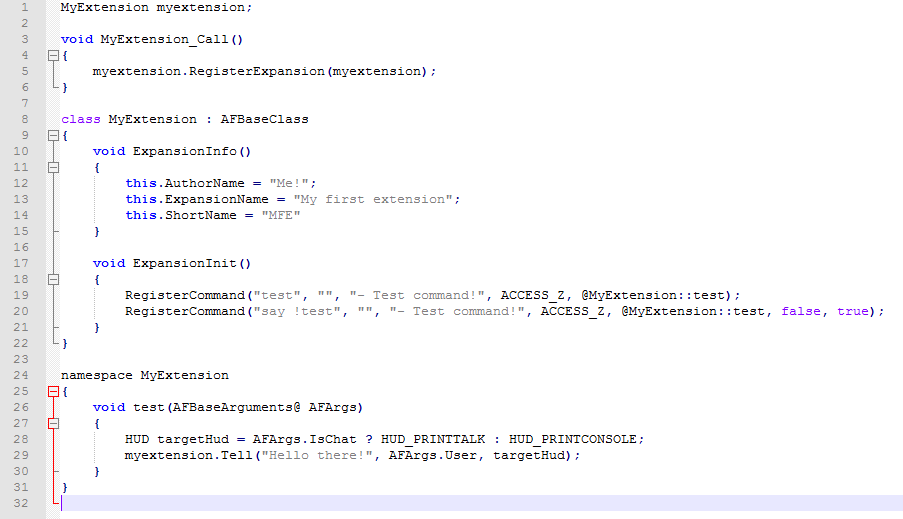 1 MyExtension myextension;
2
3 void MyExtension_Call()
4 {
5 myextension.RegisterExpansion(myextension);
6 }
7
8 class MyExtension : AFBaseClass
9 {
10 void ExpansionInfo()
11 {
12 this.AuthorName = "Me!";
13 this.ExpansionName = "My first extension";
14 this.ShortName = "MFE"
15 }
16
17 void ExpansionInit()
18 {
19 RegisterCommand("test", "", "- Test command!", ACCESS_Z, @MyExtension::test);
20 RegisterCommand("say !test", "", "- Test command!", ACCESS_Z, @MyExtension::test, false, true);
21 }
22 }
23
24 namespace MyExtension
25 {
26 void test(AFBaseArguments@ AFArgs)
27 {
28 HUD targetHud = AFArgs.IsChat ? HUD_PRINTTALK : HUD_PRINTCONSOLE;
29 myextension.Tell("Hello there!", AFArgs.User, targetHud);
30 }
31 }
32